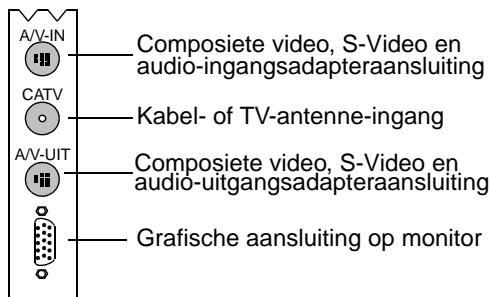 A/V-IN
Composiete video, S-Video en
audio-ingangsadapteraansluiting
CATV
Kabel- of TV-antenne-ingang
A/V-UIT
Composiete video, S-Video en
audio-uitgangsadapteraansluiting
Grafische aansluiting op monitor